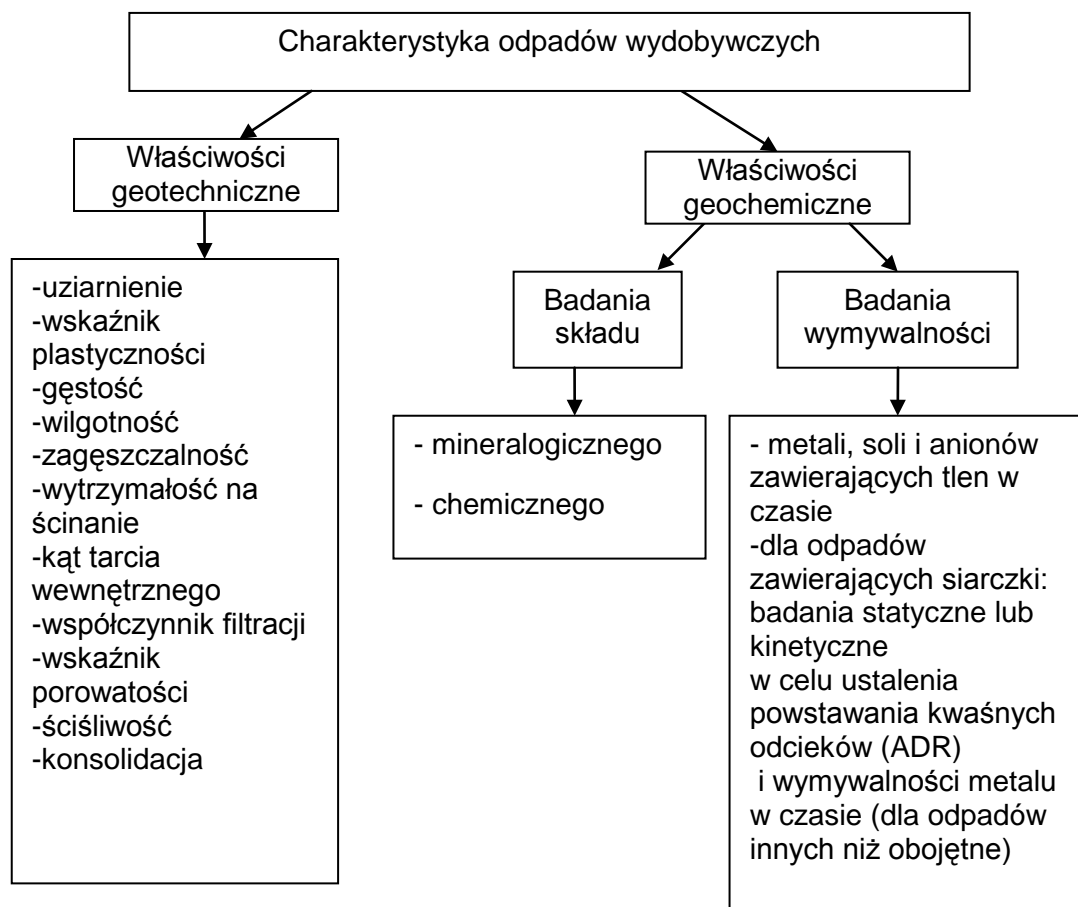 Charakterystyka odpadów wydobywczych
Właściwości
geotechniczne
Właściwości
geochemiczne
-uziarnienie
-wskaźnik
plastyczności
-gęstość
-wilgotność
-zagęszczalność
-wytrzymałość na
ścinanie
-kąt tarcia
wewnętrznego
-współczynnik filtracji
-wskaźnik
porowatości
-ściśliwość
-konsolidacja
Badania
składu
Badania
wymywalności
- mineralogicznego
- chemicznego
- metali, soli i anionów
zawierających tlen w
czasie
-dla odpadów
zawierających siarczki:
badania statyczne lub
kinetyczne
w celu ustalenia
powstawania kwaśnych
odcieków (ADR)
i wymywalności metalu
w czasie (dla odpadów
innych niż obojętne)